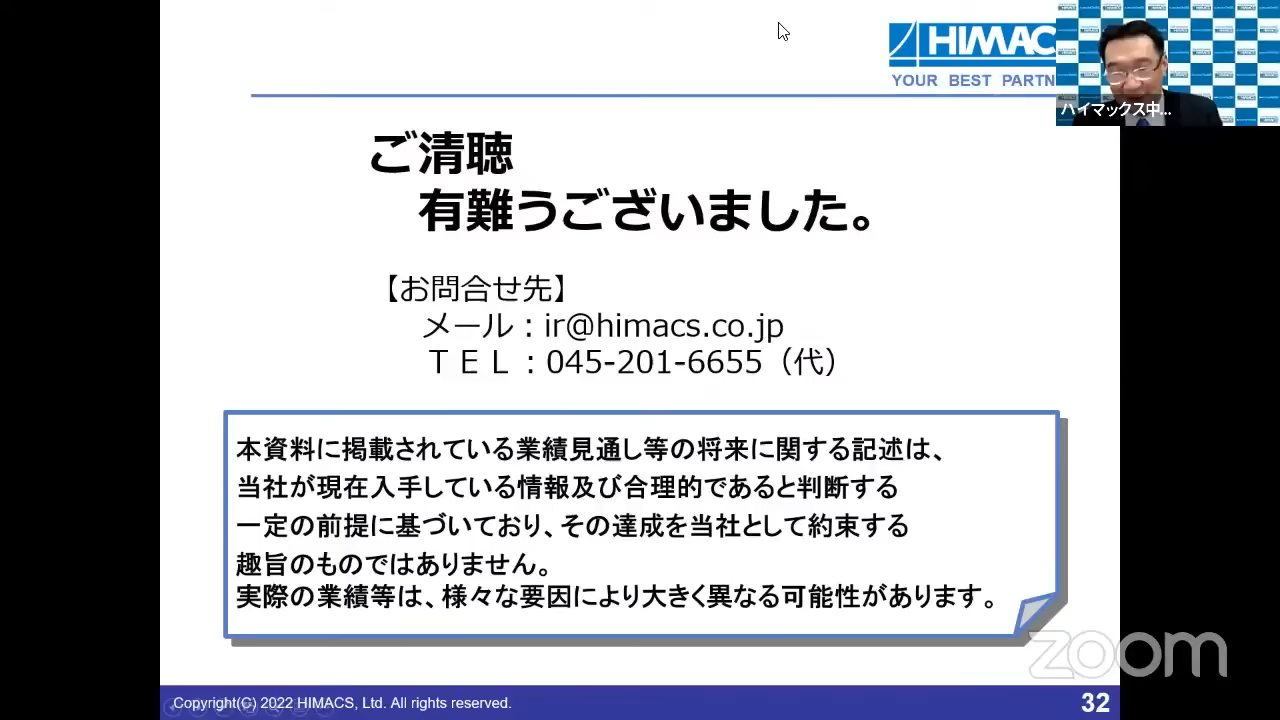 HIMAC
YOUR BEST PARTN
ハイマックス中...
ご清聴
有難うございました。
【お問合せ先】
メール：ir@himacs.co.jp
ＴＥＬ：045-201-6655（代）
本資料に掲載されている業績見通し等の将来に関する記述は、
当社が現在入手している情報及び合理的であると判断する
一定の前提に基づいており、その達成を当社として約束する
趣旨のものではありません。
実際の業績等は、様々な要因により大きく異なる可能性があります。
zoom
Copyright(C) 2022 HIMACS, Ltd. All rights reserved.
32